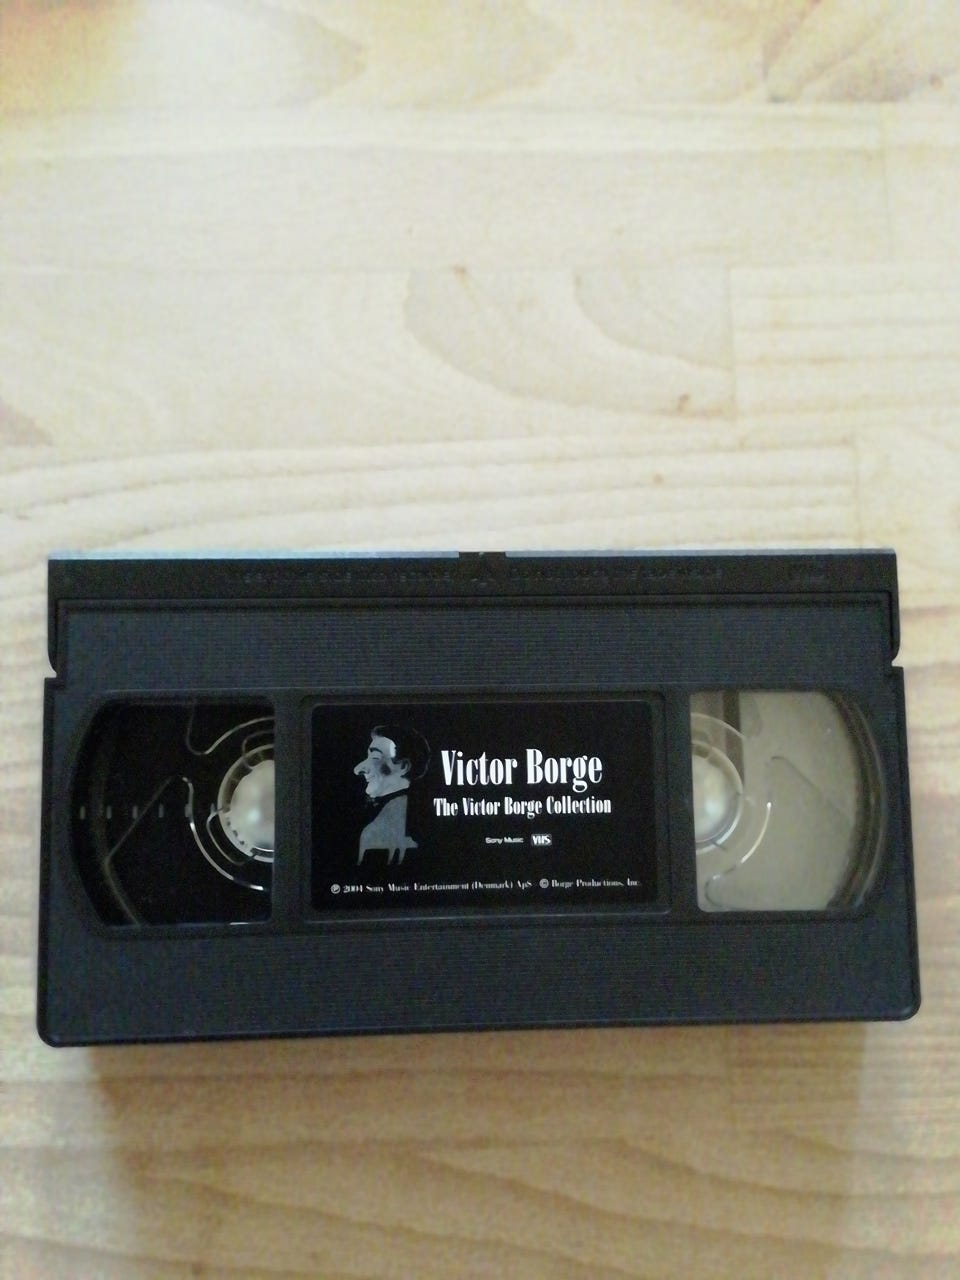 Victor Borge
The Victor Borge Collection
Sony Music VHS
℗ 2004 Sony Music Entertainment (Denmark) ApS © Borge Productions, Inc.